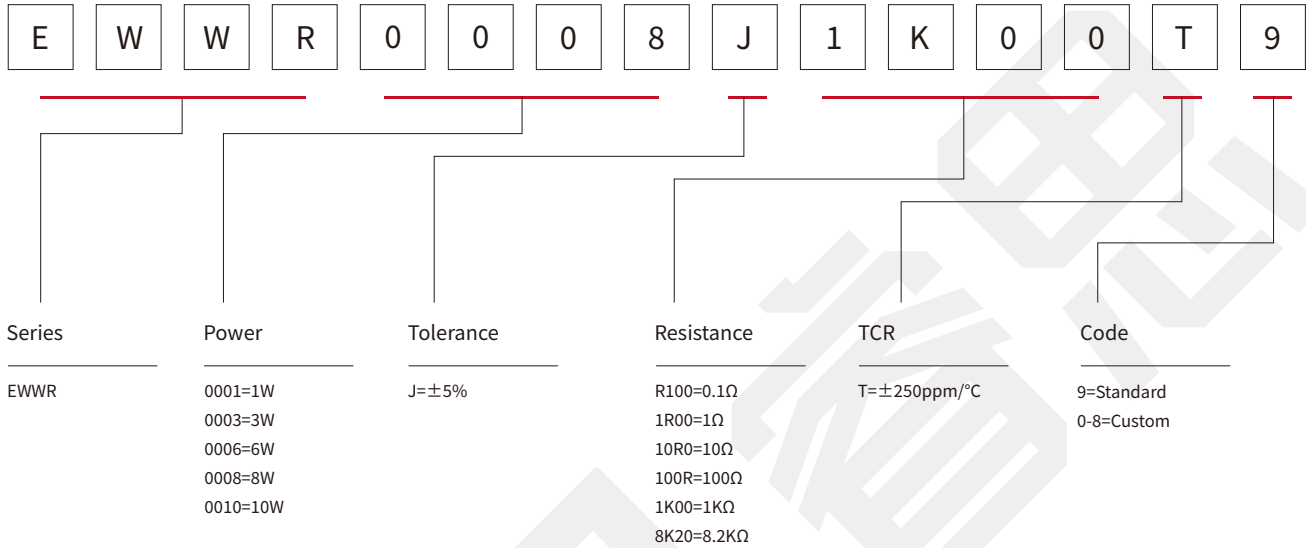 E W W R 0 0 0 8 J 1 K 0 0 T 9
Series
EWWR
Power
0001=1W
0003=3W
0006=6W
0008=8W
0010=10W
Tolerance
J=±5%
Resistance
R100=0.1Ω
1R00=1Ω
10R0=10Ω
100R=100Ω
1K00=1KΩ
8K20=8.2KΩ
TCR
T=±250ppm/°C
Code
9=Standard
0-8=Custom